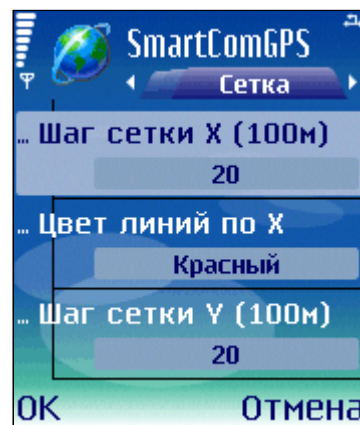 SmartComGPS
Сетка
... Шаг сетки X (100м)
20
... Цвет линий по X
Красный
... Шаг сетки Y (100м)
20
OK Отмена